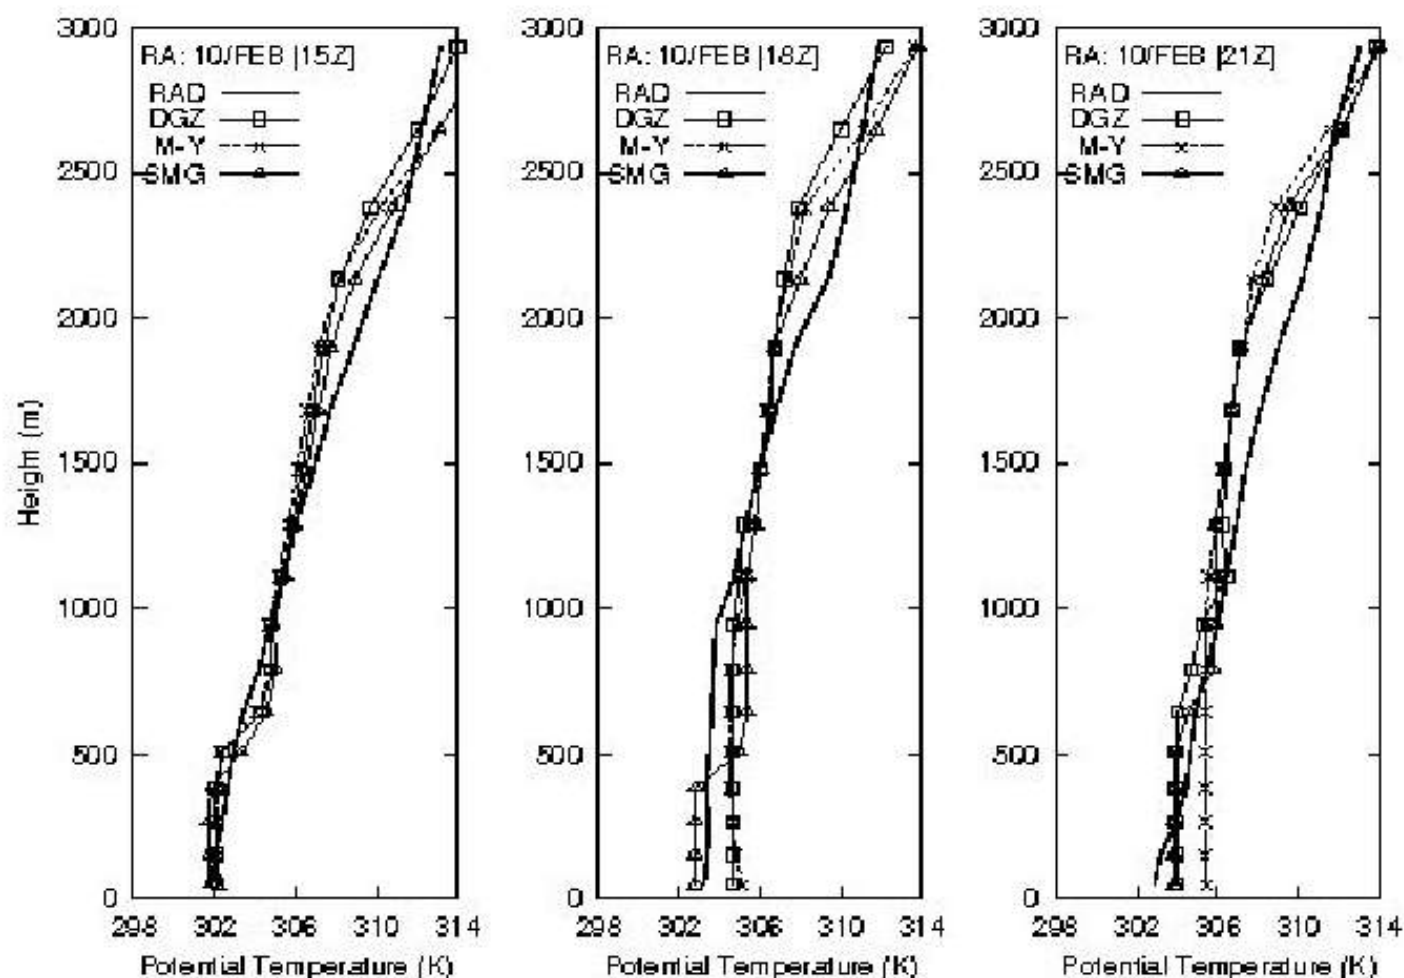 RA: 10/FEB [15Z]
RAD
DGZ
M-Y
SMG
3000
2500
2000
1500
1000
500
0
298
302
306
310
314
Height (m)
Potential Temperature (K)
RA: 10/FEB [18Z]
RAD
DGZ
M-Y
SMG
3000
2500
2000
1500
1000
500
0
298
302
306
310
314
Potential Temperature (K)
RA: 10/FEB [21Z]
RAD
DGZ
M-Y
SMG
3000
2500
2000
1500
1000
500
0
298
304
306
310
314
Potential Temperature (K)